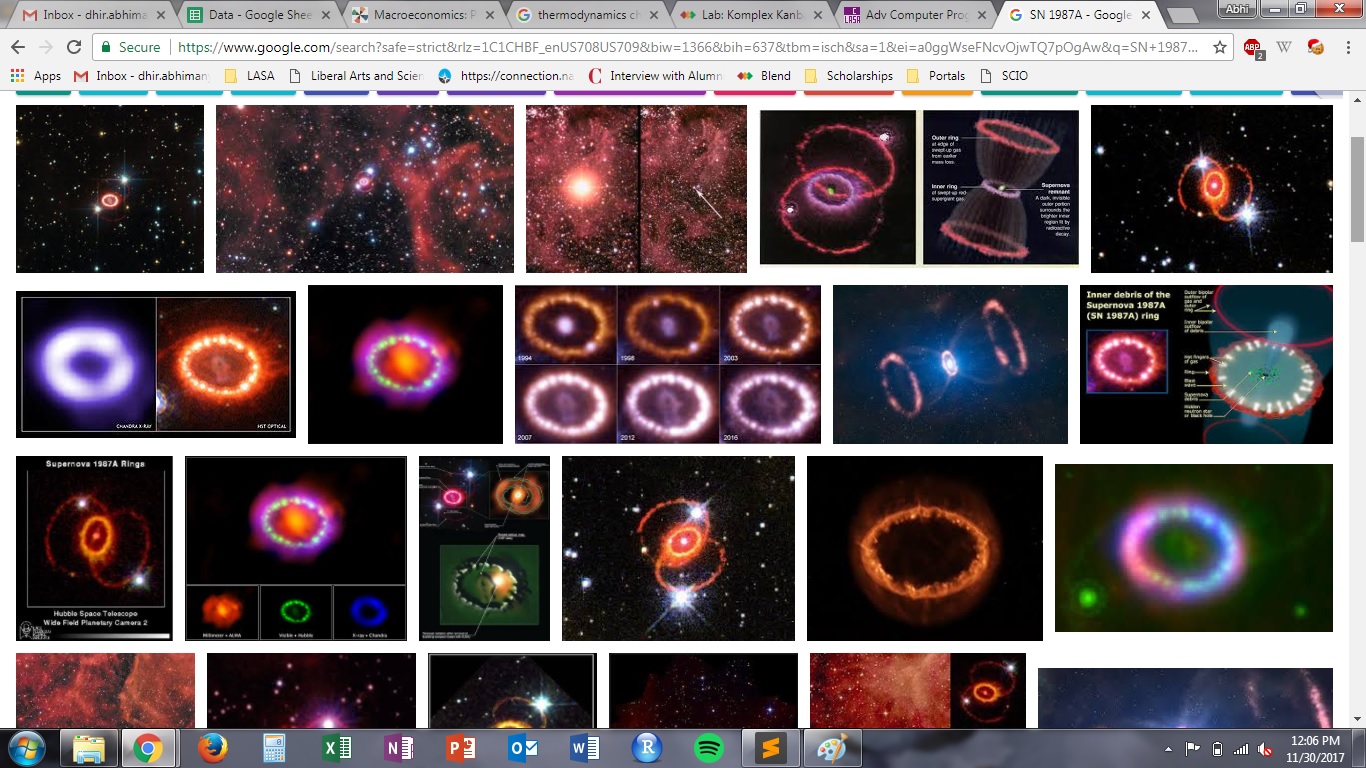 Inbox - dhir.abhima
Data - Google Shee
Macroeconomics: P
thermodynamics ch
Lab: Komplex Kanb
Adv Computer Prog
SN 1987A - Google
Abhi
Secure https://www.google.com/search?safe=strict&rlz=1C1CHBF_enUS708US709&biw=1366&bih=637&tbm=isch&sa=1&ei=a0ggWseFNcvOjwTQ7pOgAw&q=SN+1987...
ABP
2
W
Apps
Inbox - dhir.abhiman
LASA
Liberal Arts and Scien
https://connection.na
Interview with Alumn
Blend
Scholarships
Portals
SCIO
Outer ring
at edge of
swept-up gas
from earlier
mass loss.
Inner ring
of swept-up red
supergiant gas
Supernova
remnant
A dark, invisible
outer portion
surrounds the
brighter inner
region lit by
radioactive
decay.
CHANDRA X-RAY
HST OPTICAL
1994
1998
2003
2007
2012
2016
Inner debris of the
Supernova 1987A
(SN 1987A) ring
Outer bipolar
outflow of
gas and
outer
ring
Inner bipolar
outflow
of debris
Hot fingers
of gas
Ring
Blast
wave
Supernova
debris
Hidden
neutron star
or black hole
Supernova 1987A Rings
Hubble Space Telescope
Wide Field Planetary Camera 2
Millimeter • ALMA
Visible • Hubble
X-ray • Chandra
12:06 PM
11/30/2017